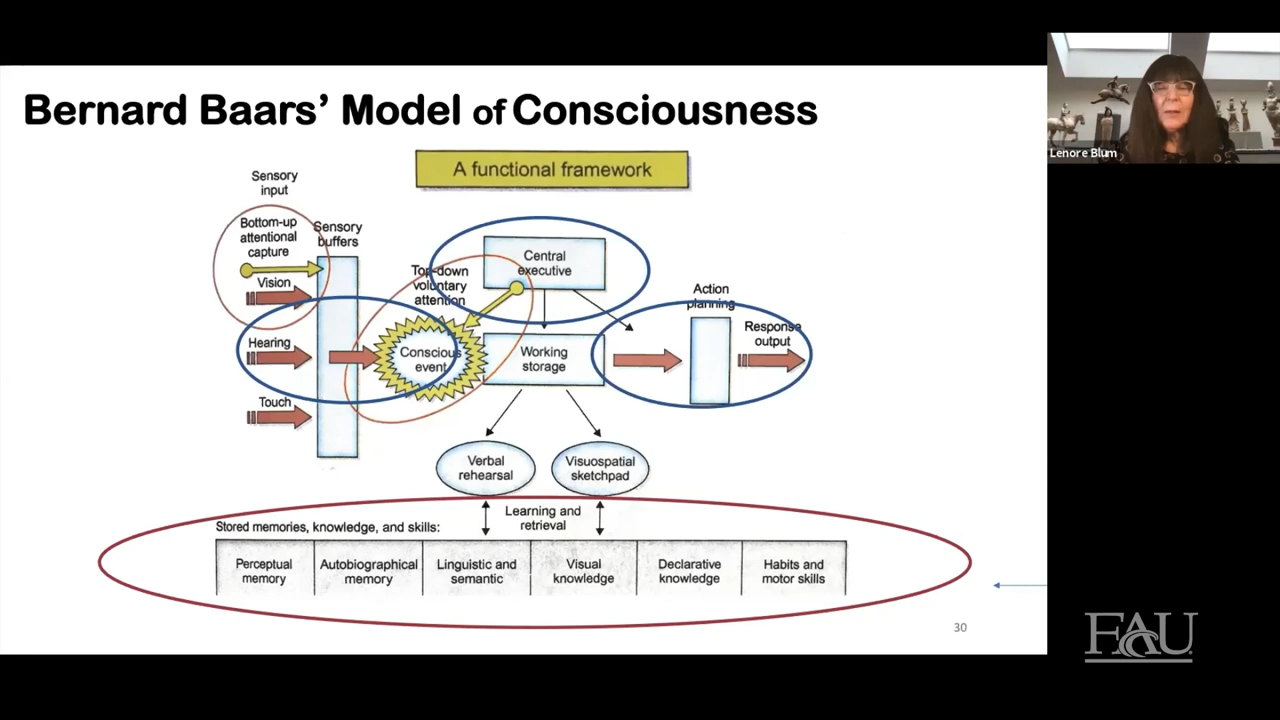 Bernard Baars' Model of Consciousness
Lenore Blum
A functional framework
Sensory
input
Bottom-up
attentional
capture
Sensory
buffers
Vision
Hearing
Touch
Top-down
voluntary
attention
Conscious
event
Central
executive
Working
storage
Action
planning
Response
output
Verbal
rehearsal
Visuospatial
sketchpad
Learning and
retrieval
Stored memories, knowledge, and skills:
Perceptual
memory
Autobiographical
memory
Linguistic and
semantic
Visual
knowledge
Declarative
knowledge
Habits and
motor skills
30
FAU